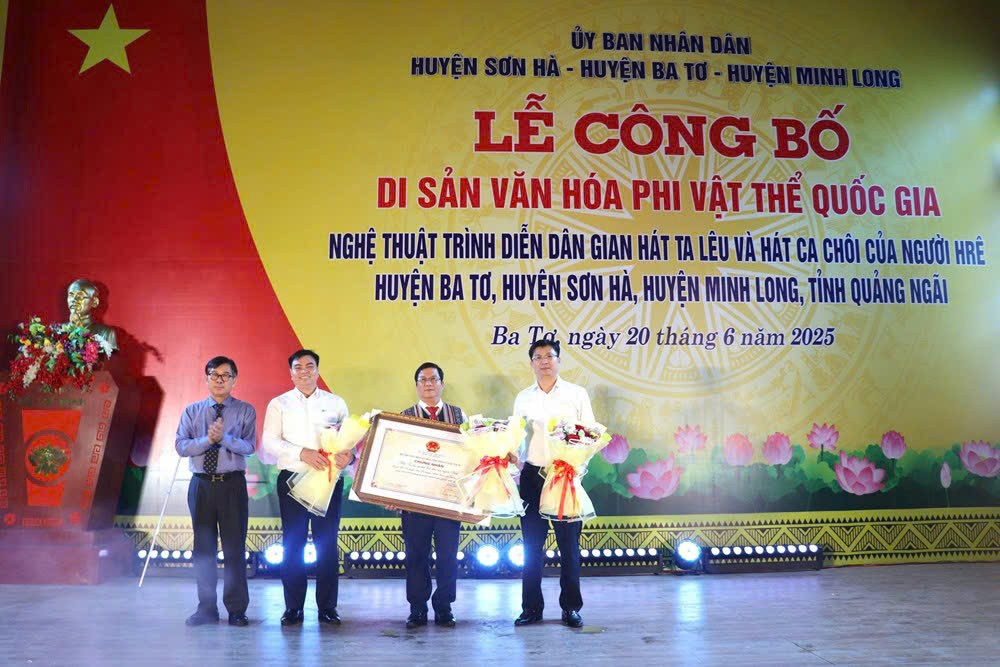 ỦY BAN NHÂN DÂN
HUYỆN SƠN HÀ - HUYỆN BA TƠ - HUYỆN MINH LONG
LỄ CÔNG BỐ
DI SẢN VĂN HÓA PHI VẬT THỂ QUỐC GIA
NGHỆ THUẬT TRÌNH DIỄN DÂN GIAN HÁT TA LÊU VÀ HÁT CA CHÔI CỦA NGƯỜI HRÊ
HUYỆN BA TƠ, HUYỆN SƠN HÀ, HUYỆN MINH LONG, TỈNH QUẢNG NGÃI
Ba Tơ, ngày 20 tháng 6 năm 2025